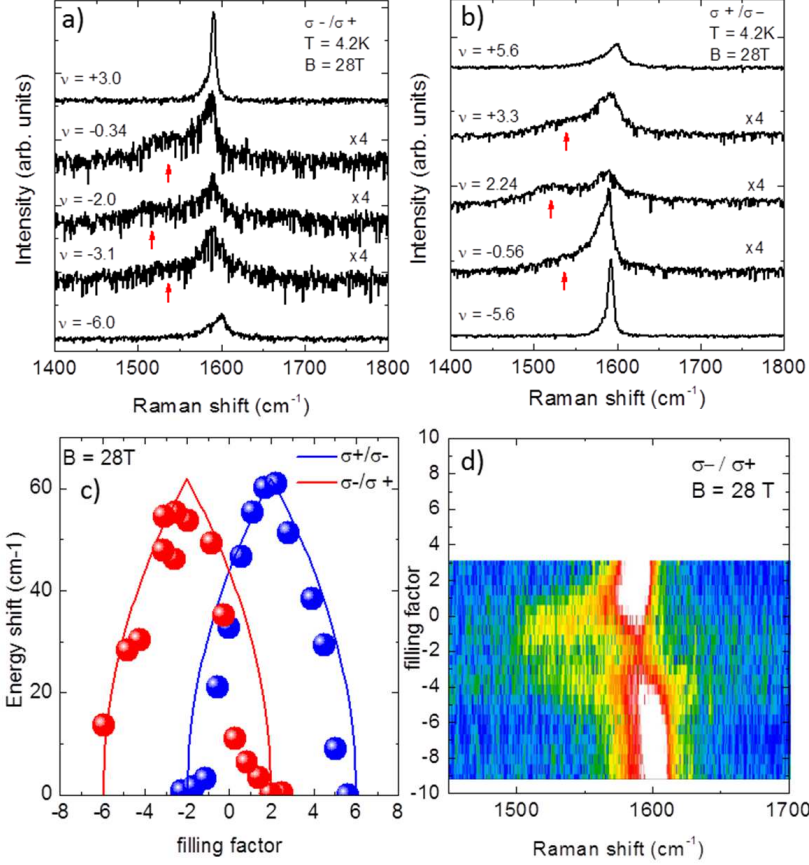 a)
σ −/σ +
T = 4.2K
B = 28T
ν = +3.0
ν = -0.34
x4
ν = -2.0
x4
ν = -3.1
x4
ν = -6.0
1400 1500 1600 1700 1800
Raman shift (cm-1)
Intensity (arb. units)
b)
σ +/σ−
T = 4.2K
B = 28T
ν = +5.6
ν = +3.3
x4
ν = 2.24
x4
ν = -0.56
x4
ν = -5.6
1400 1500 1600 1700 1800
Raman shift (cm-1)
Intensity (arb. units)
B = 28T
c)
σ+/σ-
σ-/σ +
60
40
20
0
-8 -6 -4 -2 0 2 4 6 8
filling factor
Energy shift (cm-1)
d)
σ− / σ+
B = 28 T
10
8
6
4
2
0
-2
-4
-6
-8
-10
1500 1600 1700
Raman shift (cm-1)
filling factor